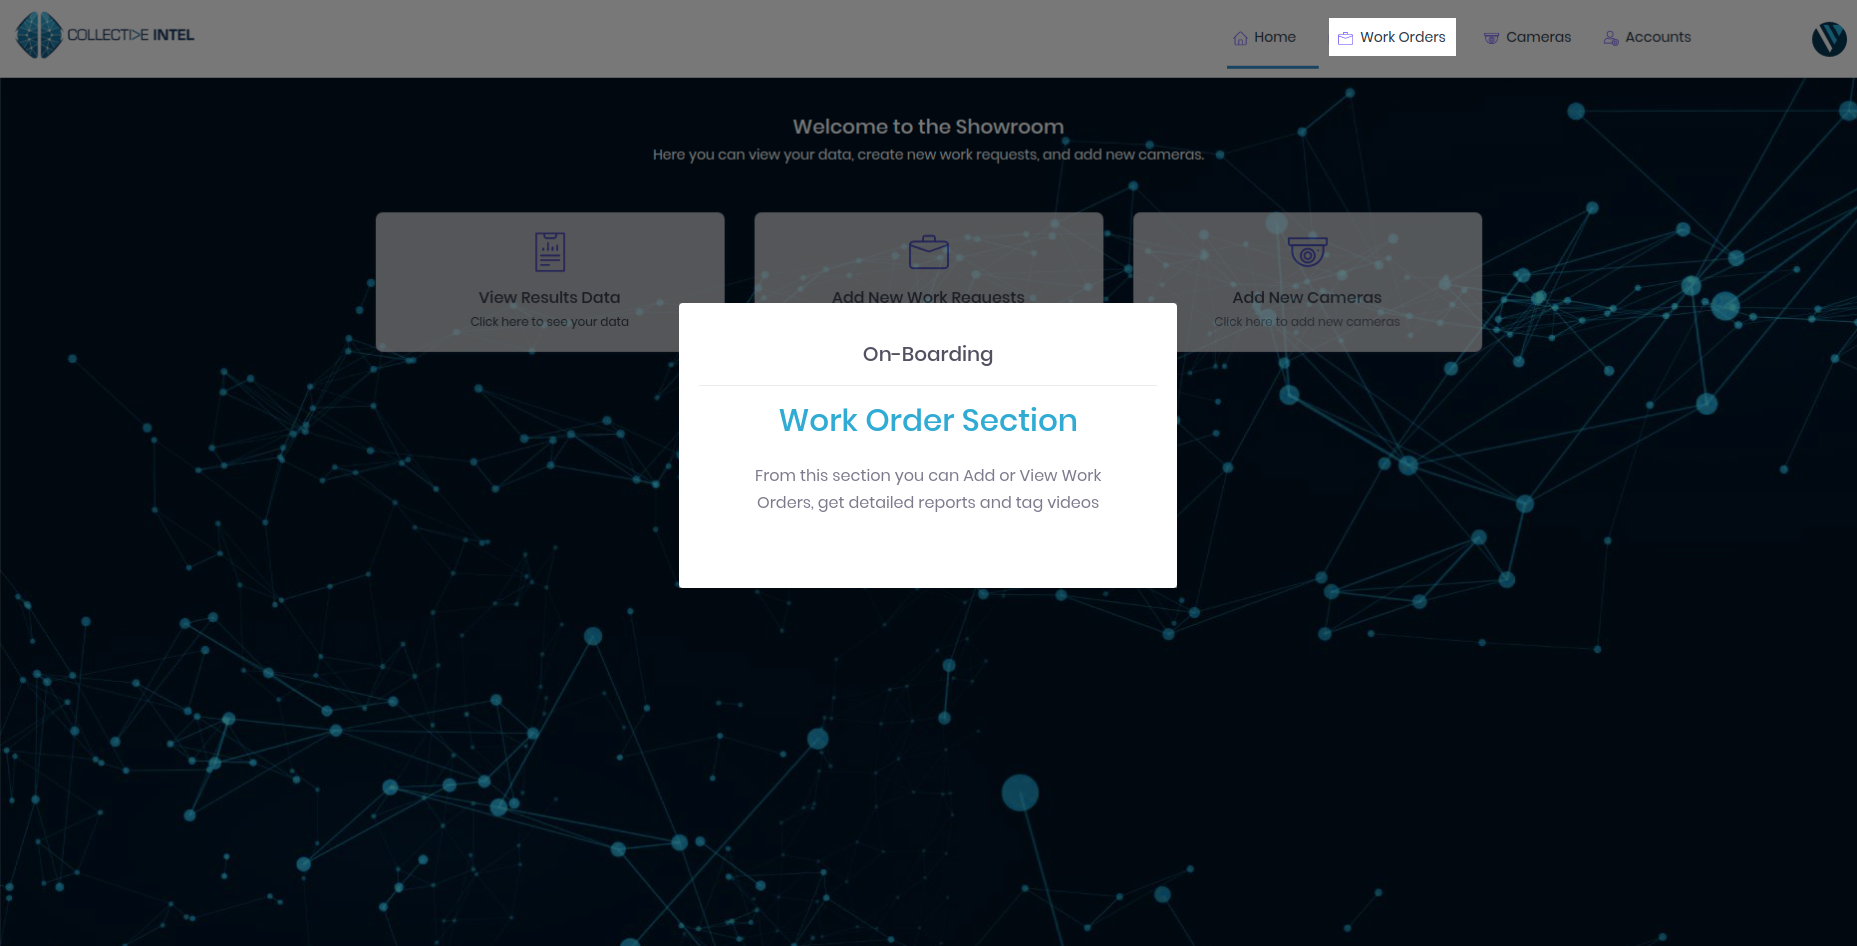 COLLECTIVE INTEL
Home
Work Orders
Cameras
Accounts
Welcome to the Showroom
Here you can view your data, create new work requests, and add new cameras.
View Results Data
Click here to see your data
Add New Work Requests
Add New Cameras
Click here to add new cameras
On-Boarding
Work Order Section
From this section you can Add or View Work
Orders, get detailed reports and tag videos